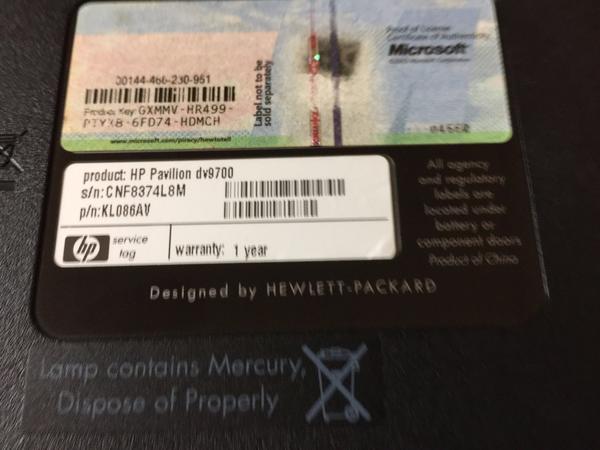 Proof of License
Certificate of Authenticity
Microsoft
00144-466-230-951
Label not to be
sold separately
Product Key: GXMMV-HR499-
-6FD74-HDMCH
www.microsoft.com/piracy/howtotell
product: HP Pavilion dv9700
s/n: CNF8374L8M
p/n: KL086AV
hp
service
tag
warranty: 1 year
All agency
and regulatory
labels are
located under
battery or
component doors
Product of China
Designed by HEWLETT-PACKARD
Lamp contains Mercury,
Dispose of Properly